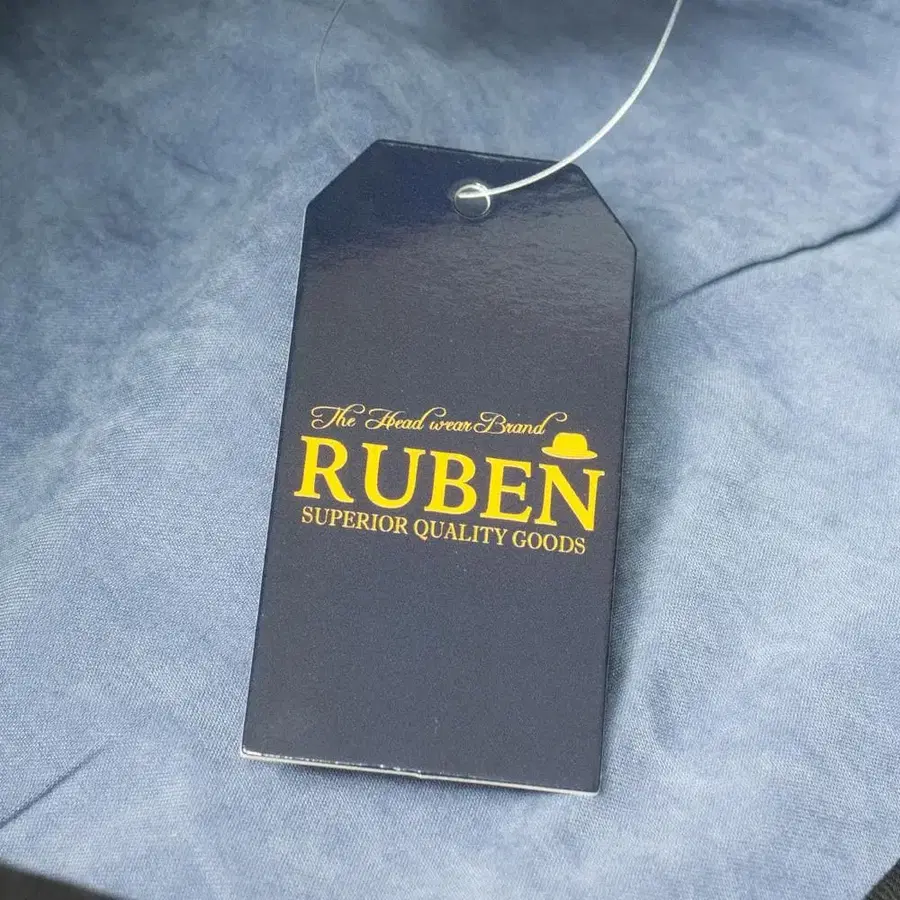 The Head wear Brand
RUBEN
SUPERIOR QUALITY GOODS